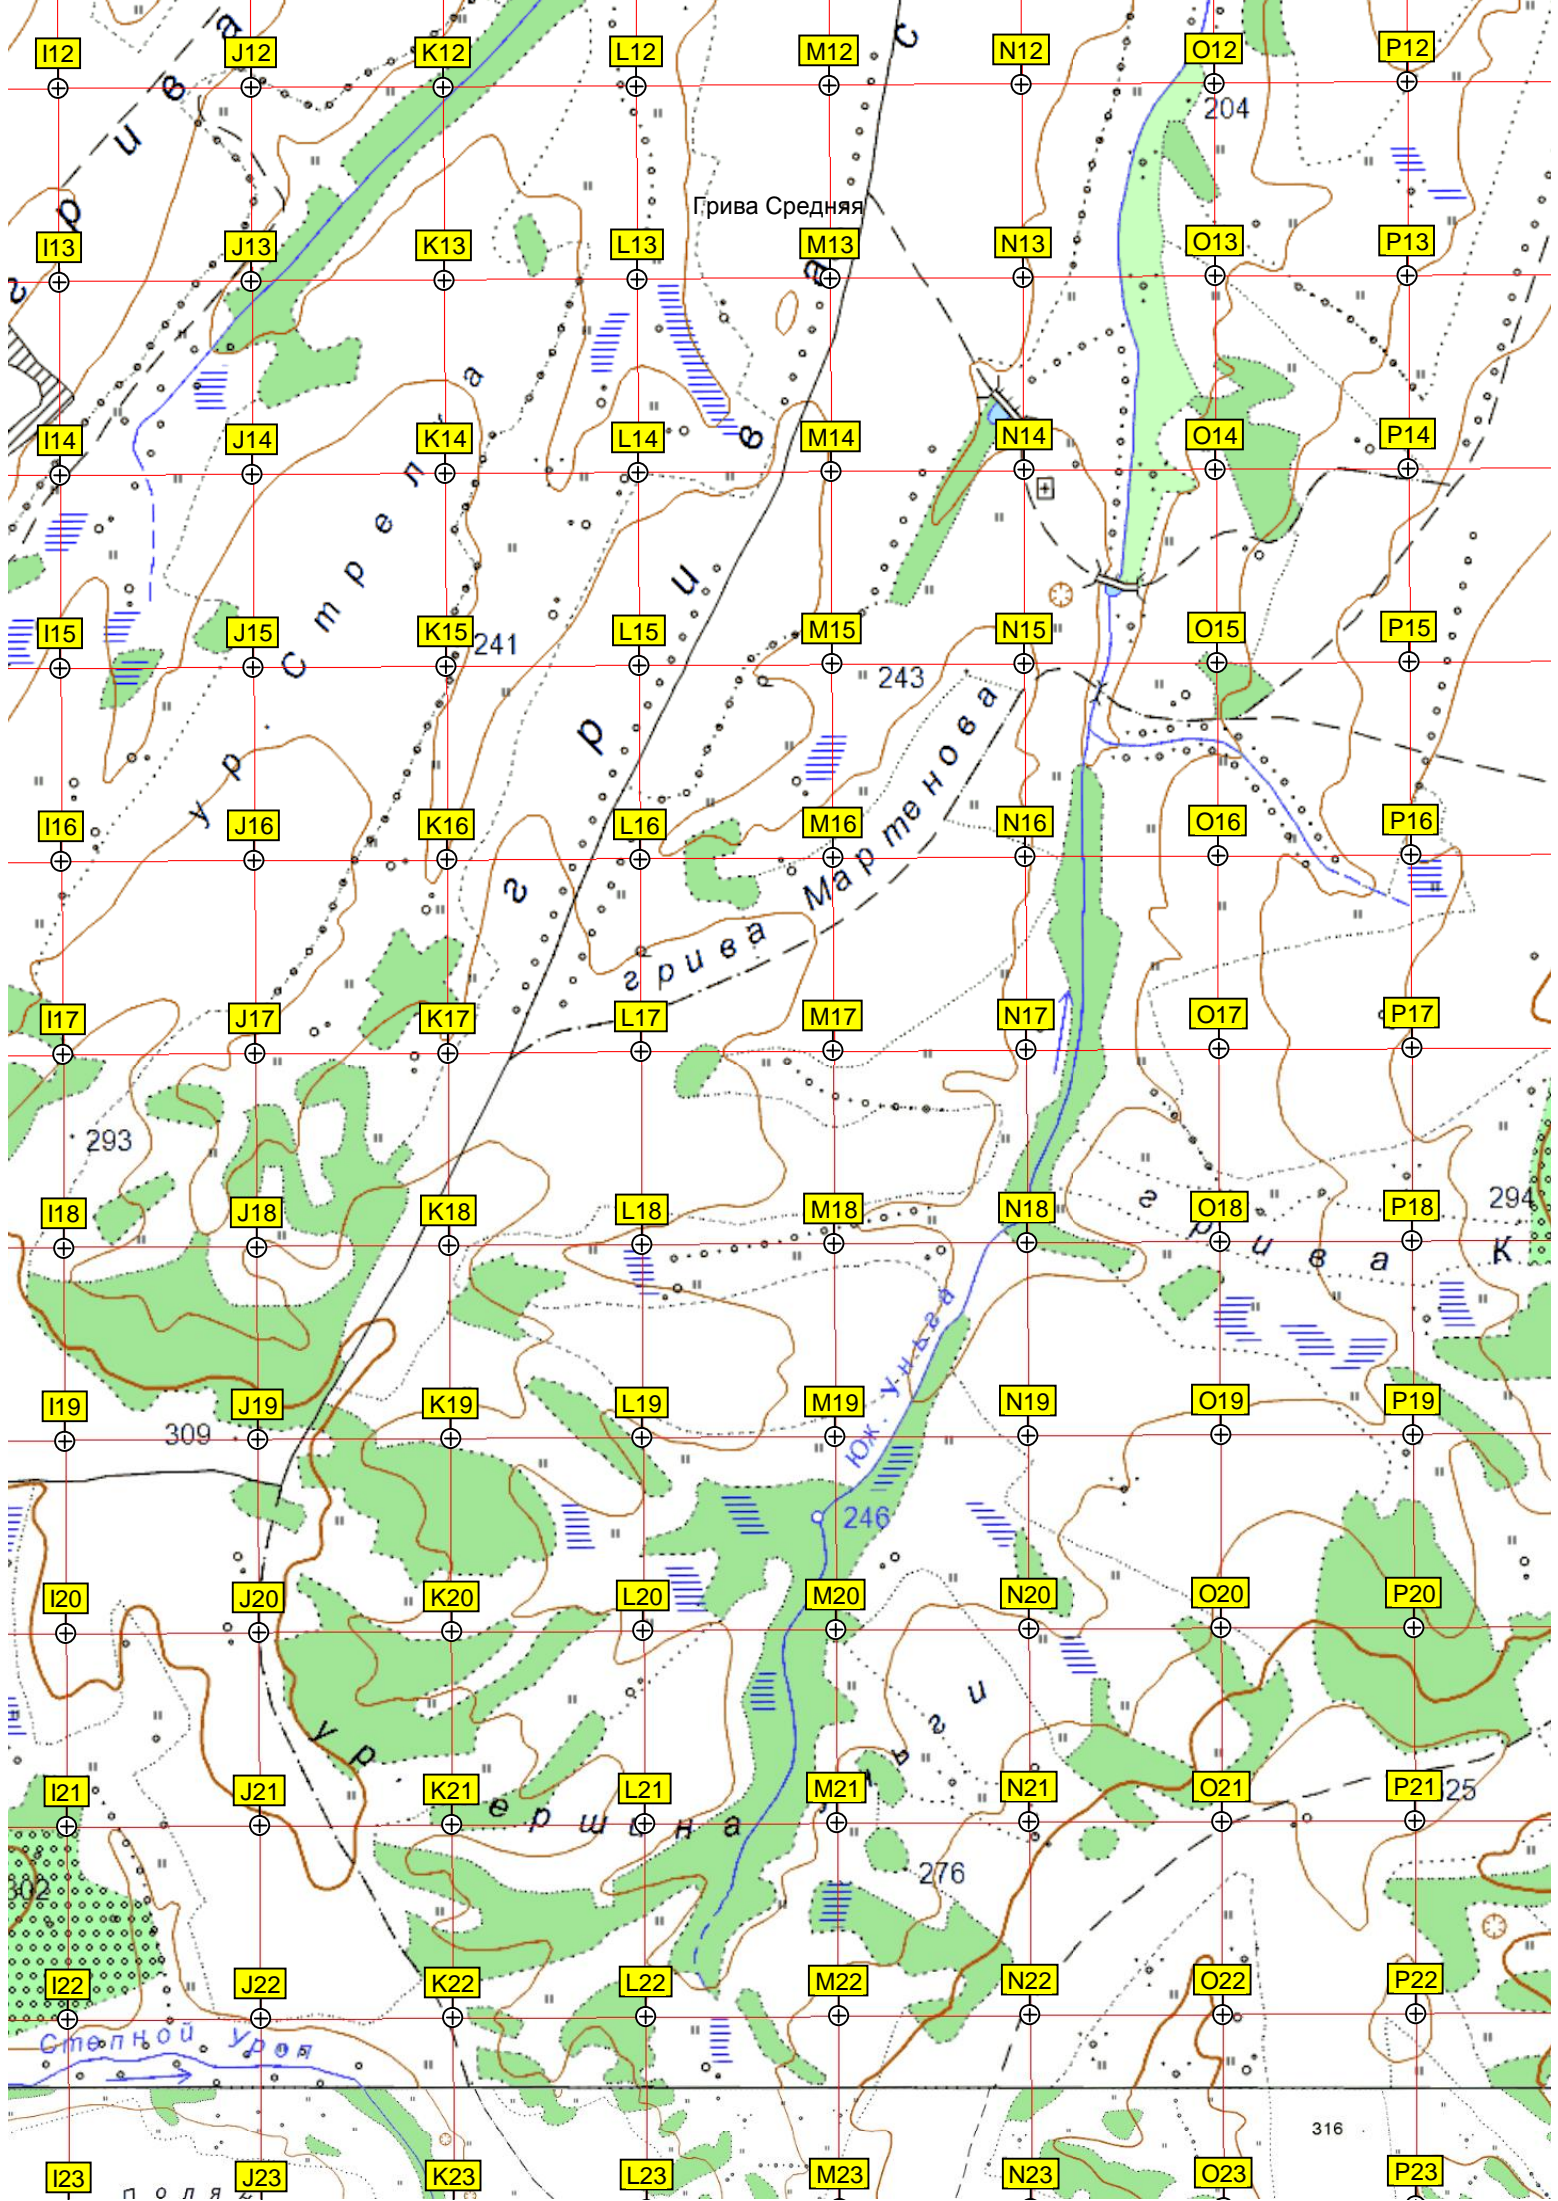 I12 J12 K12 L12 M12 N12 O12 P12
204
Грива Средняя
грива
I13 J13 K13 L13 M13 N13 O13 P13
I14 J14 K14 L14 M14 N14 O14 P14
ур. Стрелка
грива С
I15 J15 K15 L15 M15 N15 O15 P15
241
243
I16 J16 K16 L16 M16 N16 O16 P16
грива Мартенова
I17 J17 K17 L17 M17 N17 O17 P17
293
I18 J18 K18 L18 M18 N18 O18 P18
294
грива К
Юж. Уньга
I19 J19 K19 L19 M19 N19 O19 P19
309
246
I20 J20 K20 L20 M20 N20 O20 P20
ур.
I21 J21 K21 L21 M21 N21 O21 P21
25
ершина ньги
302
276
I22 J22 K22 L22 M22 N22 O22 P22
Степной Уроп
316
I23 J23 K23 L23 M23 N23 O23 P23